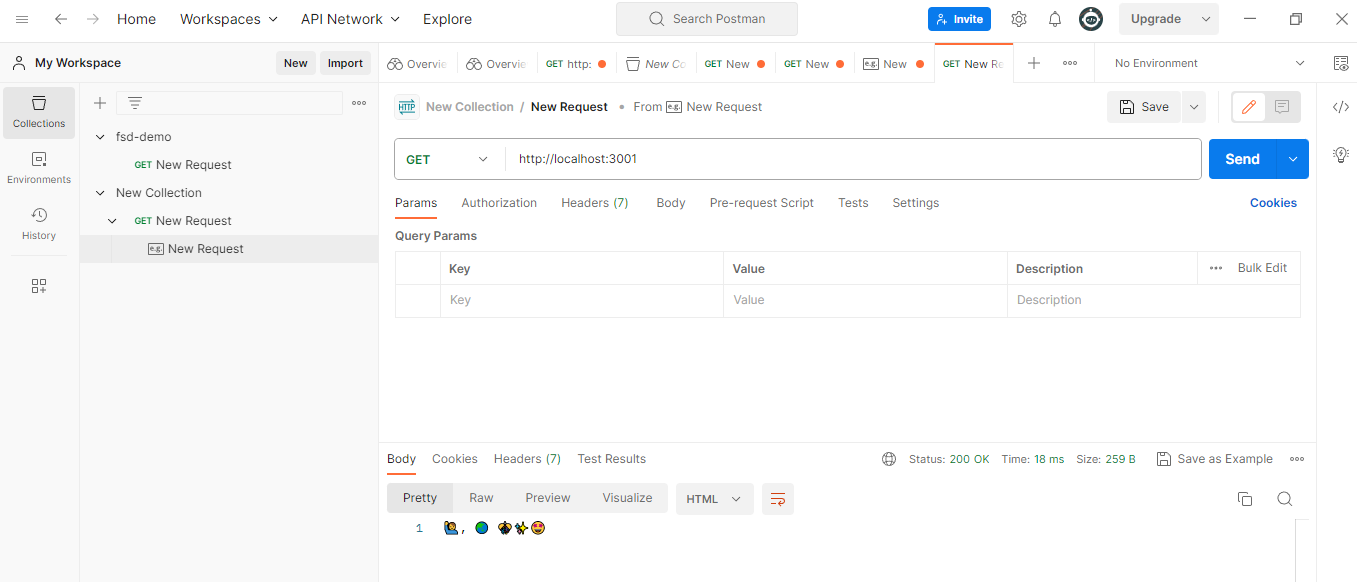 Home Workspaces API Network Explore Search Postman Invite Upgrade
My Workspace New Import Overvie Overvie GET http: New Co GET New GET New e.g. New GET New Re No Environment
Collections
Environments
History
fsd-demo
GET New Request
New Collection
GET New Request
e.g. New Request
HTTP New Collection / New Request • From e.g. New Request Save
GET http://localhost:3001 Send
Params Authorization Headers (7) Body Pre-request Script Tests Settings Cookies
Query Params
Key Value Description Bulk Edit
Key Value Description
Body Cookies Headers (7) Test Results Status: 200 OK Time: 18 ms Size: 259 B Save as Example
Pretty Raw Preview Visualize HTML
1 ,